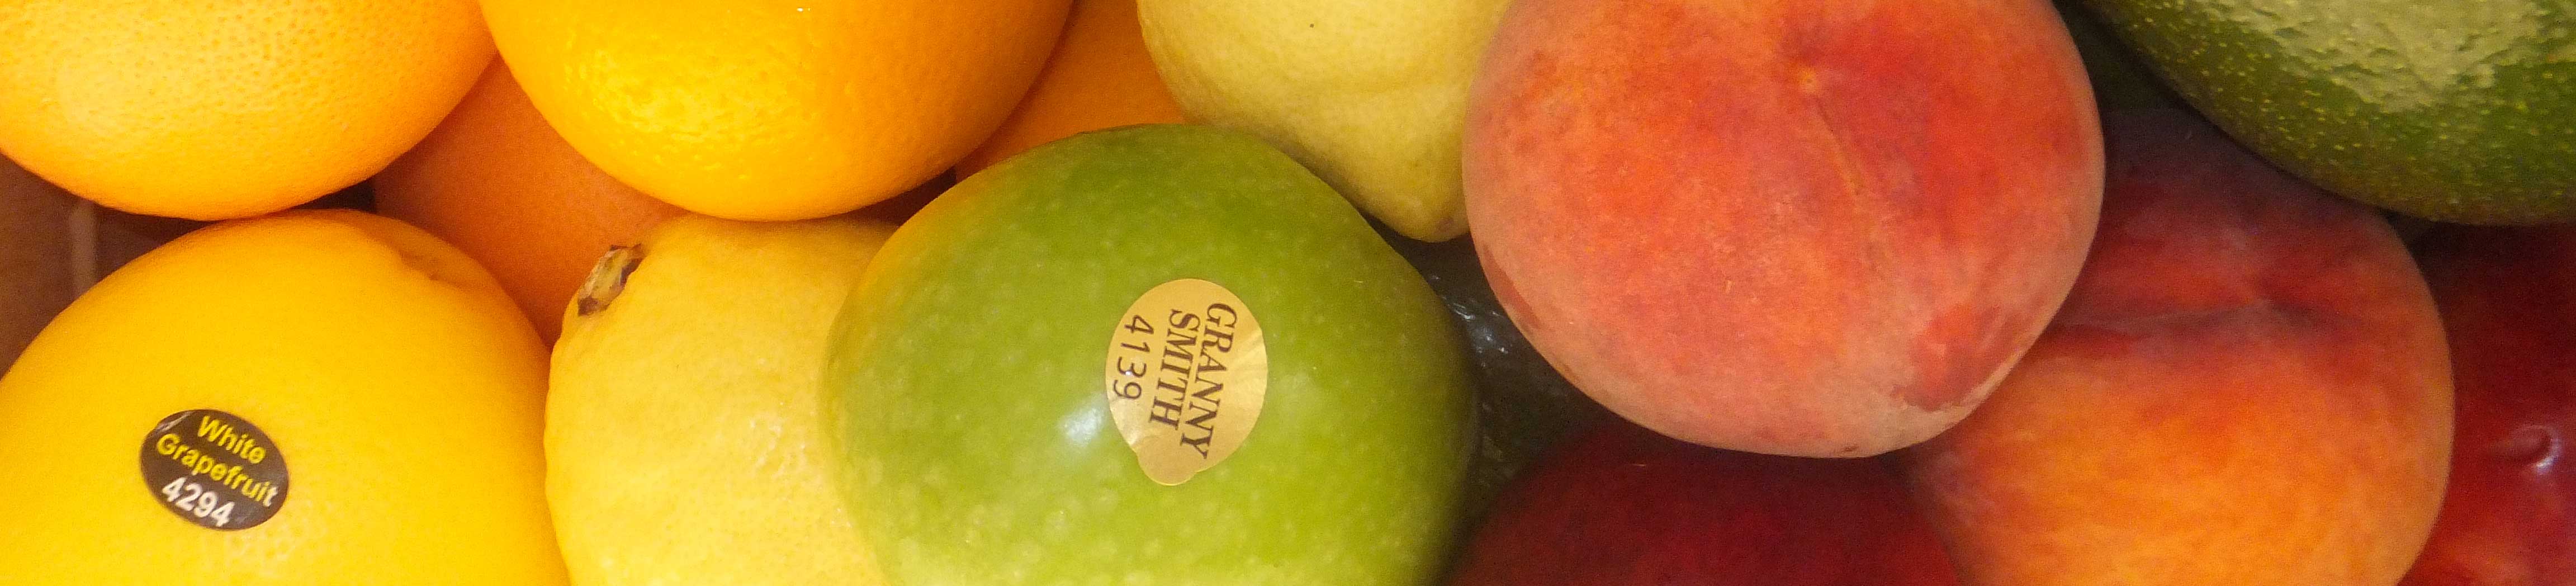 White
Grapefruit
4294
GRANNY
SMITH
4139